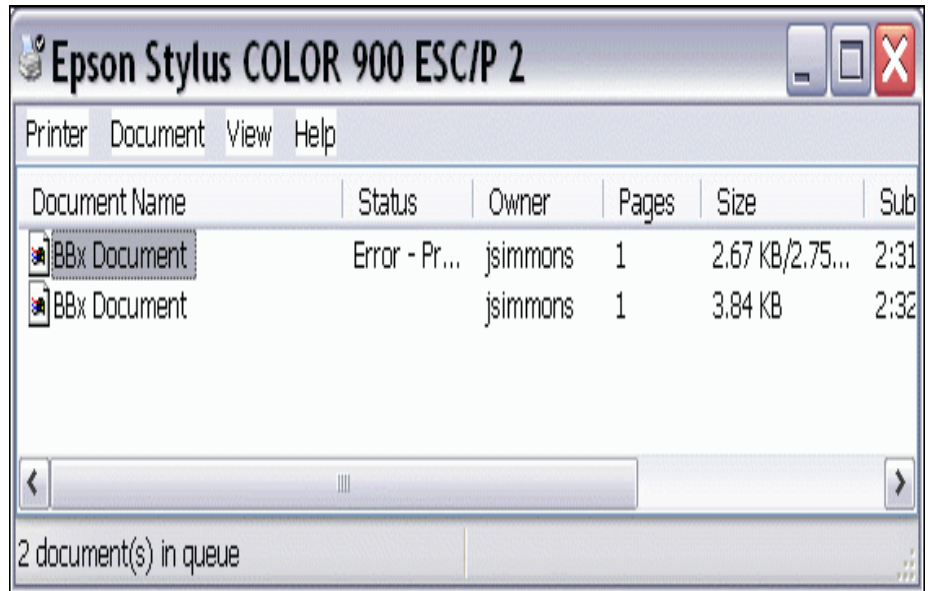 Epson Stylus COLOR 900 ESC/P 2
Printer Document View Help
Document Name Status Owner Pages Size Sub
BBx Document Error - Pr... jsimmons 1 2.67 KB/2.75... 2:31
BBx Document jsimmons 1 3.84 KB 2:32
2 document(s) in queue